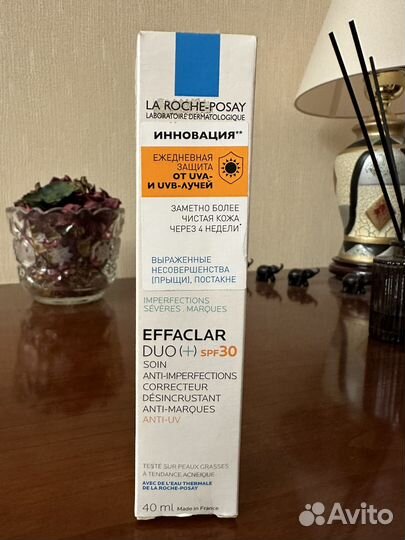 LA ROCHE-POSAY
LABORATOIRE DERMATOLOGIQUE
ИННОВАЦИЯ**
ЕЖЕДНЕВНАЯ
ЗАЩИТА
ОТ UVA-
И UVB-ЛУЧЕЙ
ЗАМЕТНО БОЛЕЕ
ЧИСТАЯ КОЖА
ЧЕРЕЗ 4 НЕДЕЛИ*
ВЫРАЖЕННЫЕ
НЕСОВЕРШЕНСТВА
(ПРЫЩИ), ПОСТАКНЕ
IMPERFECTIONS
SÉVÈRES . MARQUES
EFFACLAR
DUO(+) SPF30
SOIN
ANTI-IMPERFECTIONS
CORRECTEUR
DÉSINCRUSTANT
ANTI-MARQUES
ANTI-UV
TESTÉ SUR PEAUX GRASSES
À TENDANCE ACNÉIQUE
AVEC DE L'EAU THERMALE
DE LA ROCHE-POSAY
40 ml Made in France
Avito